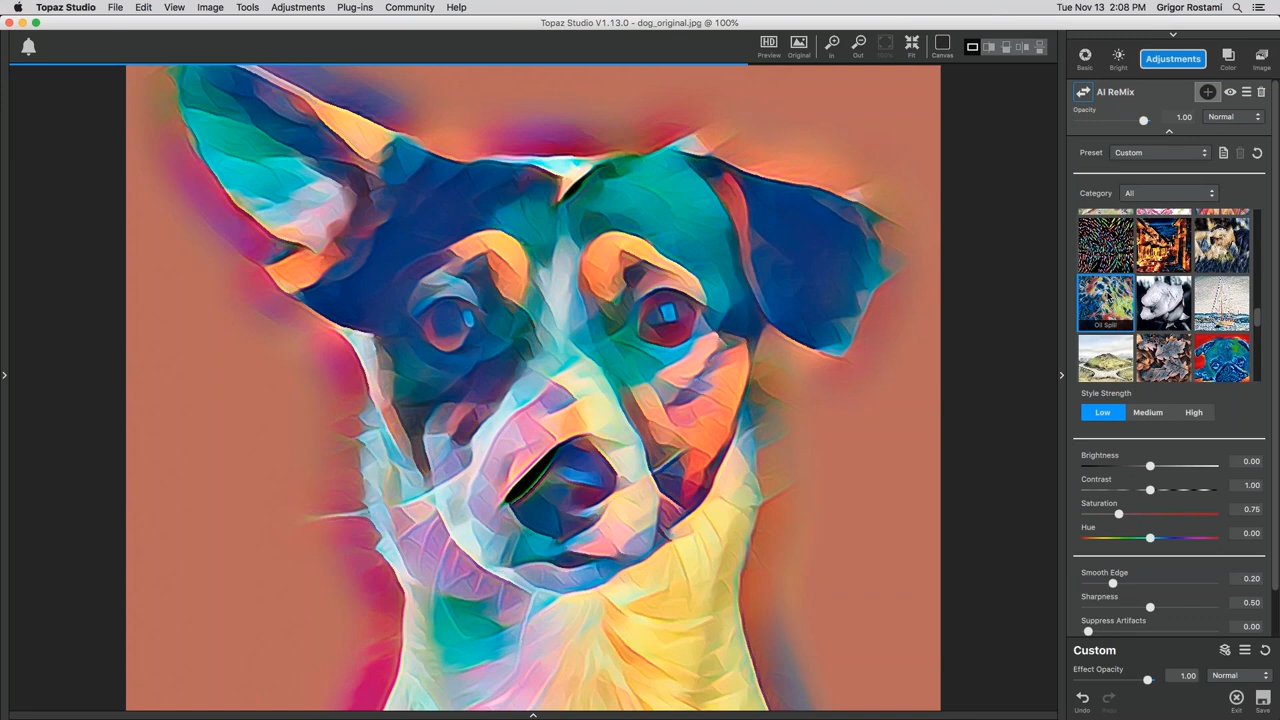 Topaz Studio File Edit View Image Tools Adjustments Plug-ins Community Help Tue Nov 13 2:08 PM Grigor Rostami
Topaz Studio V1.13.0 - dog_original.jpg @ 100%
Preview Original In Out 100% Fit Canvas
Basic Bright Adjustments Color Image
AI ReMix
Opacity
1.00 Normal
Preset Custom
Category All
Oil Spill
Style Strength
Low Medium High
Brightness 0.00
Contrast 1.00
Saturation 0.75
Hue 0.00
Smooth Edge 0.20
Sharpness 0.50
Suppress Artifacts 0.00
Custom
Effect Opacity 1.00 Normal
Undo Redo Exit Save